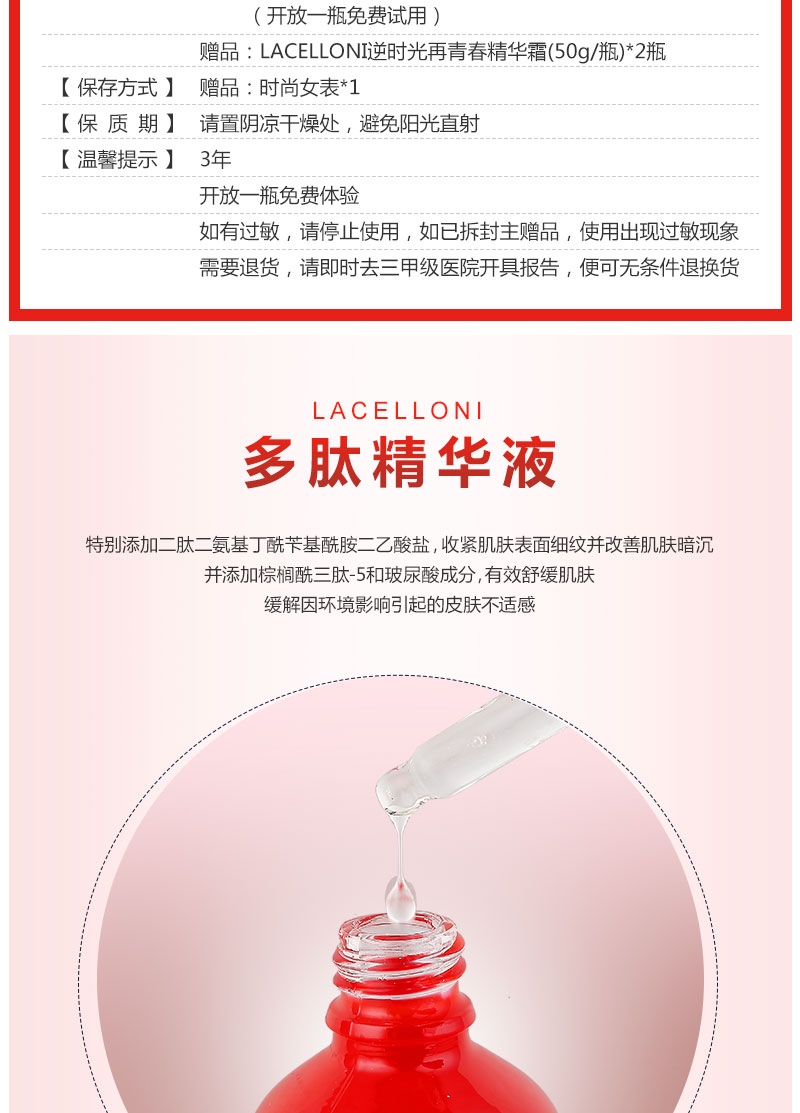 （开放一瓶免费试用）
赠品：LACELLONI逆时光再青春精华霜(50g/瓶)*2瓶
【 保存方式 】 赠品：时尚女表*1
【 保 质 期 】 请置阴凉干燥处，避免阳光直射
【 温馨提示 】 3年
开放一瓶免费体验
如有过敏，请停止使用，如已拆封主赠品，使用出现过敏现象
需要退货，请即时去三甲级医院开具报告，便可无条件退换货
LACELLONI
多肽精华液
特别添加二肽二氨基丁酰苄基酰胺二乙酸盐,收紧肌肤表面细纹并改善肌肤暗沉
并添加棕榈酰三肽-5和玻尿酸成分,有效舒缓肌肤
缓解因环境影响引起的皮肤不适感